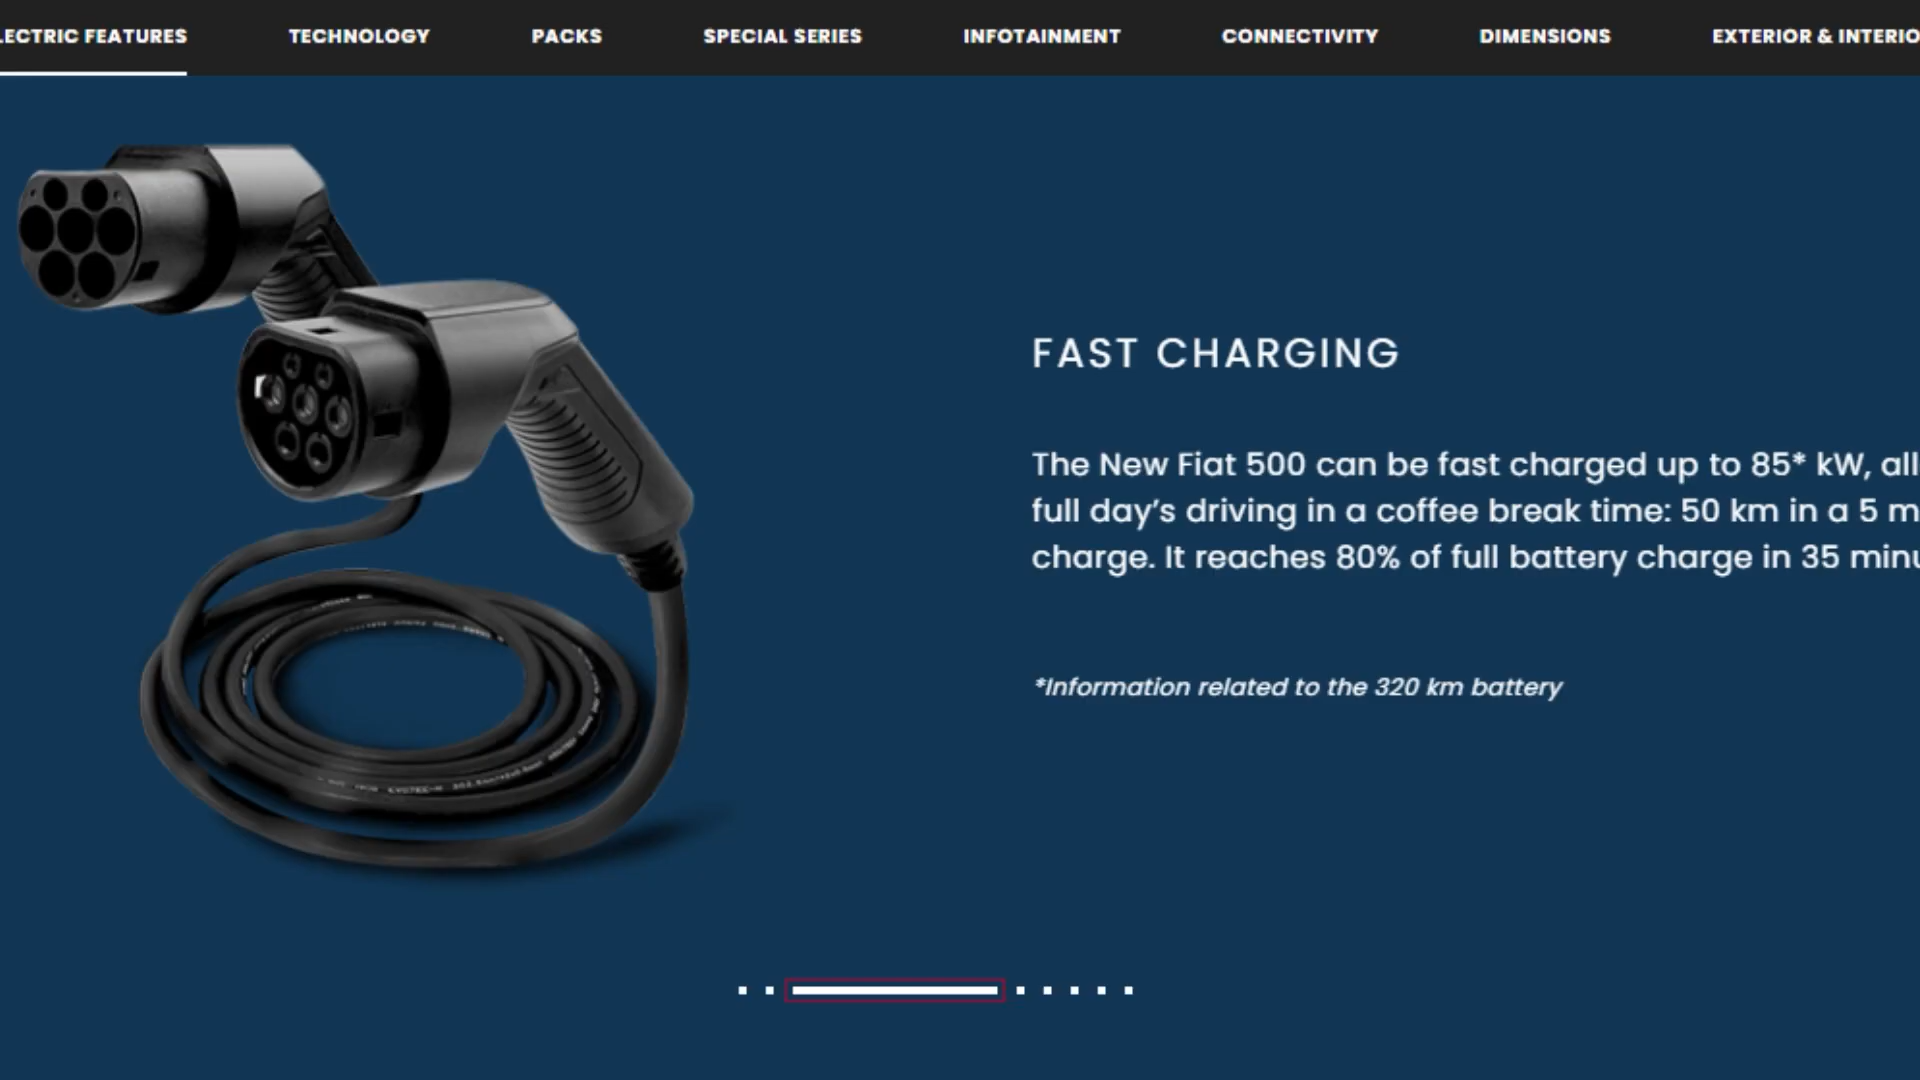 LECTRIC FEATURES TECHNOLOGY PACKS SPECIAL SERIES INFOTAINMENT CONNECTIVITY DIMENSIONS EXTERIOR & INTERIO
FAST CHARGING
The New Fiat 500 can be fast charged up to 85* kW, all
full day’s driving in a coffee break time: 50 km in a 5 m
charge. It reaches 80% of full battery charge in 35 minu
*Information related to the 320 km battery